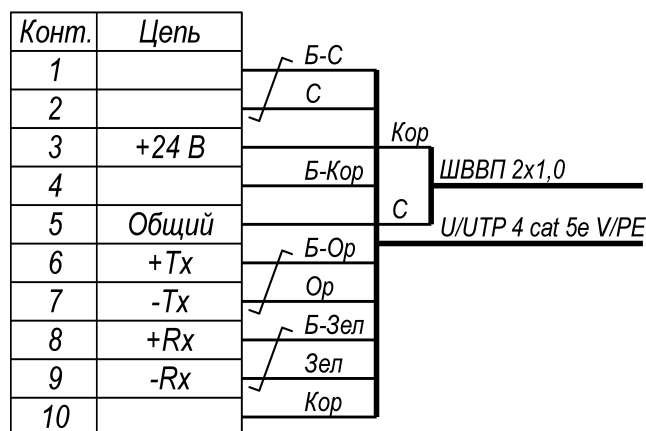 Конт. Цепь
1 Б-С
2 С
3 +24 В Кор
4 Б-Кор ШВВП 2х1,0
5 Общий С
6 +Tx Б-Ор U/UTP 4 cat 5e V/PE
7 -Tx Ор
8 +Rx Б-Зел
9 -Rx Зел
10 Кор